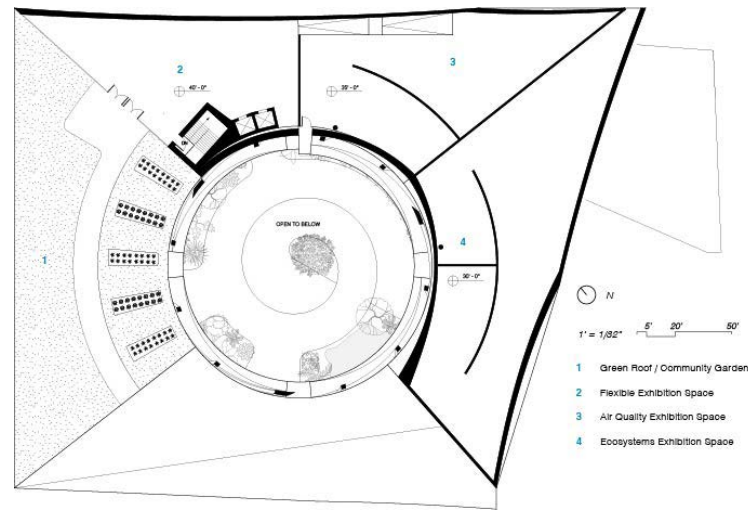 2
3
40' - 0"
35' - 0"
DN
OPEN TO BELOW
1
4
30' - 0"
N
1' = 1/32"
5' 20' 50'
1 Green Roof / Community Garden
2 Flexible Exhibition Space
3 Air Quality Exhibition Space
4 Ecosystems Exhibition Space